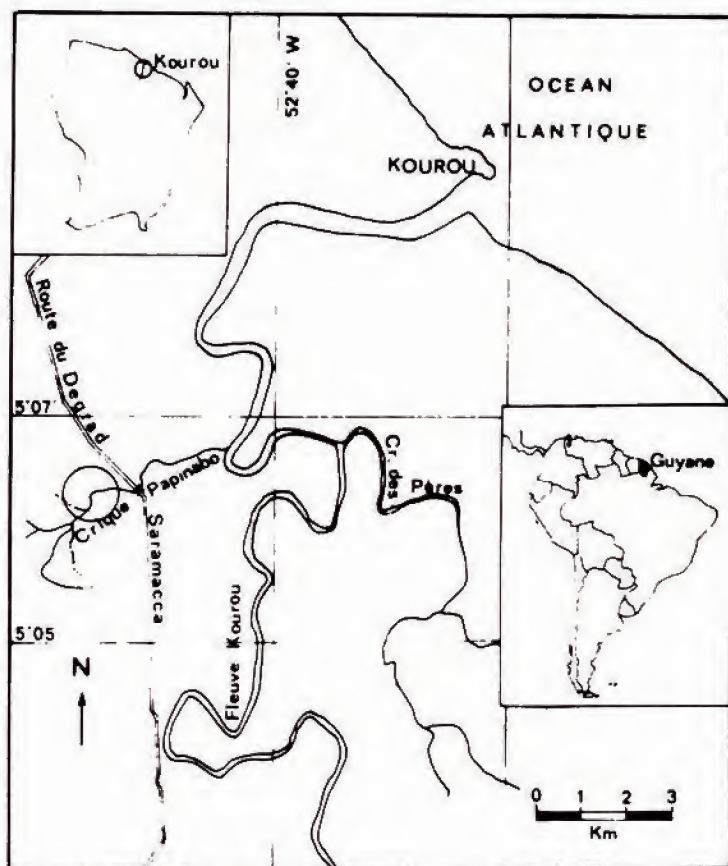 Kourou
52°40' W
OCEAN
ATLANTIQUE
KOUROU
Route du Degrad
Saramacca
5°07'
Crique Papinabo
Cr. des Pères
Guyane
Fleuve Kourou
5°05
N
0 1 2 3
Km